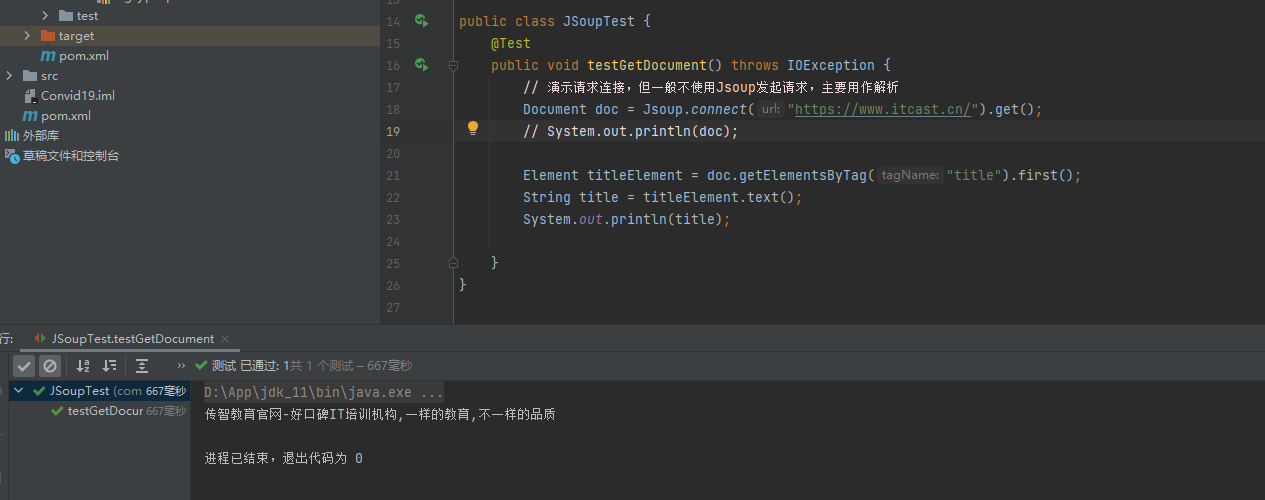 test
target
pom.xml
src
Convid19.iml
pom.xml
外部库
草稿文件和控制台
14 public class JSoupTest {
15 @Test
16 public void testGetDocument() throws IOException {
17 // 演示请求连接，但一般不使用Jsoup发起请求，主要用作解析
18 Document doc = Jsoup.connect( url: "https://www.itcast.cn/").get();
19 // System.out.println(doc);
20
21 Element titleElement = doc.getElementsByTag( tagName: "title").first();
22 String title = titleElement.text();
23 System.out.println(title);
24
25 }
26 }
27
行: JSoupTest.testGetDocument ×
» 测试 已通过: 1共 1 个测试 – 667毫秒
JSoupTest (com 667毫秒
testGetDocur 667毫秒
D:\App\jdk_11\bin\java.exe ...
传智教育官网-好口碑IT培训机构,一样的教育,不一样的品质
进程已结束，退出代码为 0